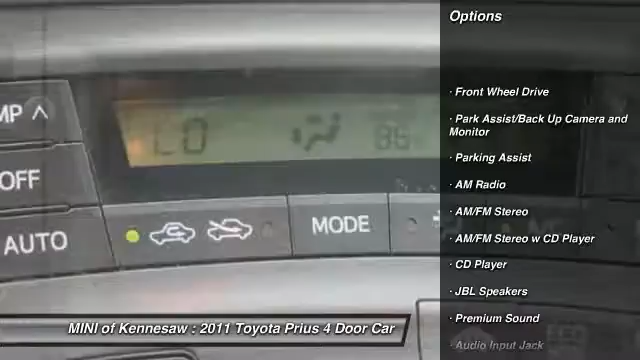 Options
· Front Wheel Drive
· Park Assist/Back Up Camera and
Monitor
· Parking Assist
· AM Radio
· AM/FM Stereo
· AM/FM Stereo w CD Player
· CD Player
· JBL Speakers
· Premium Sound
· Audio Input Jack
MP ∧
LO
86
OFF
AUTO
MODE
MINI of Kennesaw : 2011 Toyota Prius 4 Door Car